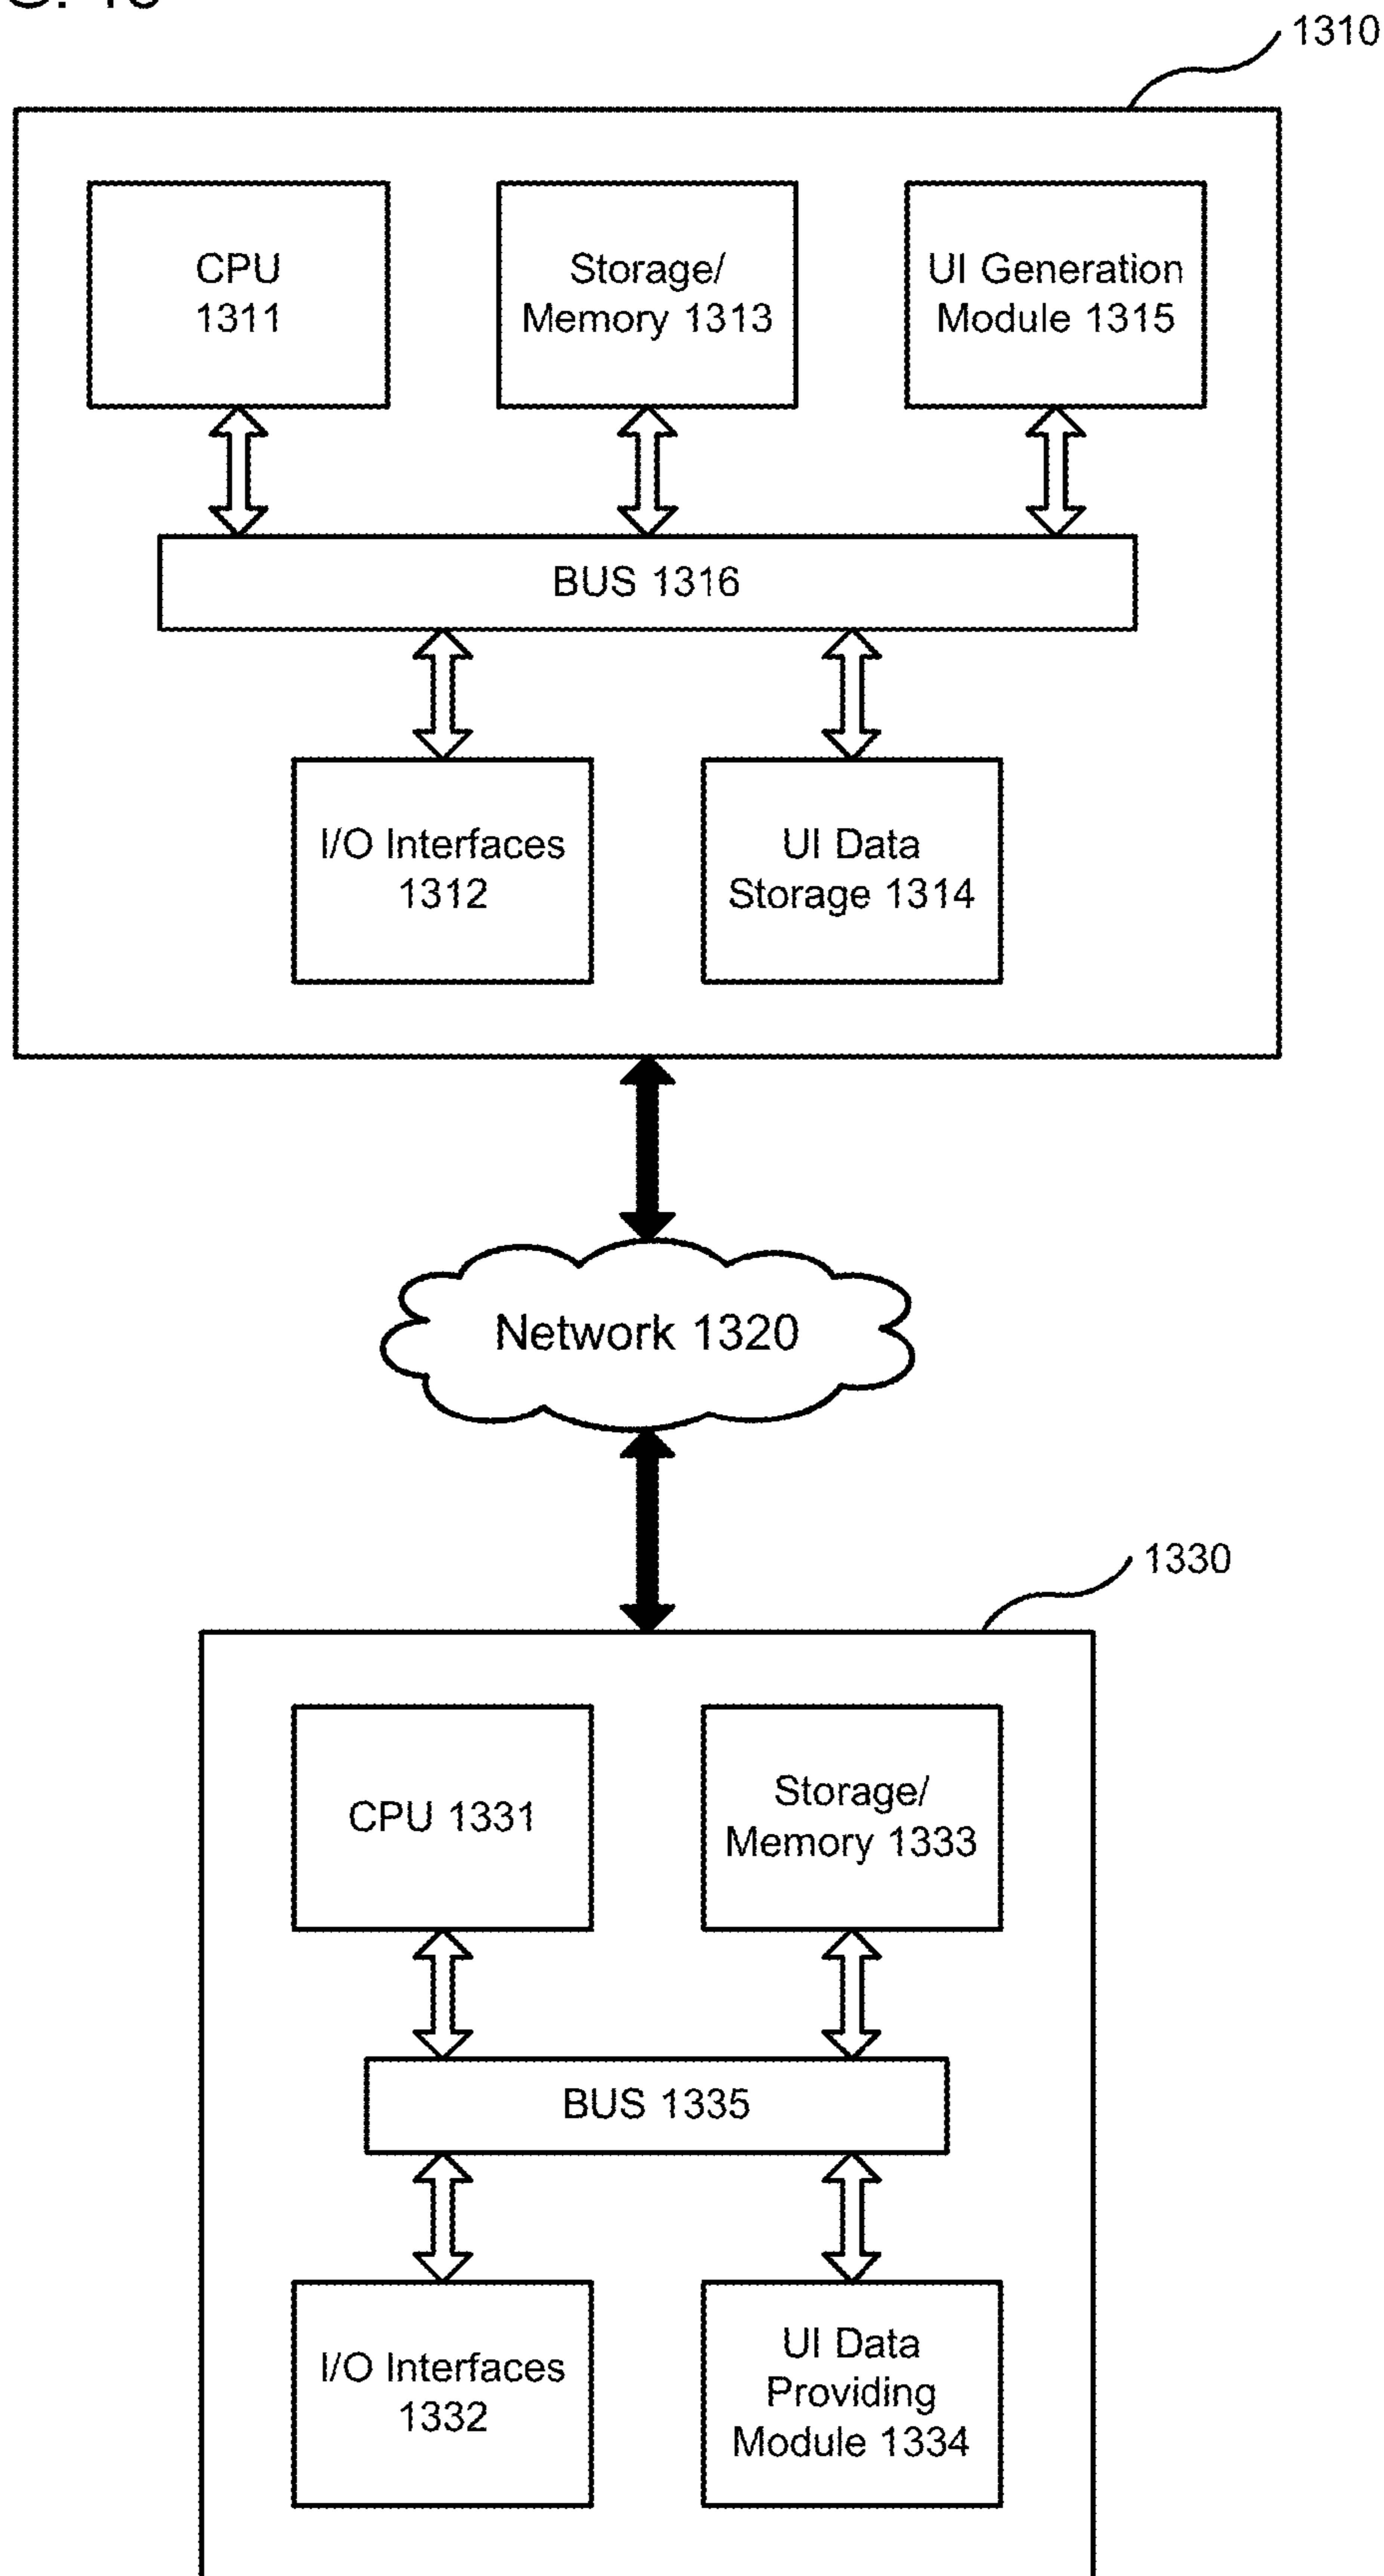 1310
CPU
1311
Storage/
Memory 1313
UI Generation
Module 1315
BUS 1316
I/O Interfaces
1312
UI Data
Storage 1314
Network 1320
1330
CPU 1331
Storage/
Memory 1333
BUS 1335
I/O Interfaces
1332
UI Data
Providing
Module 1334